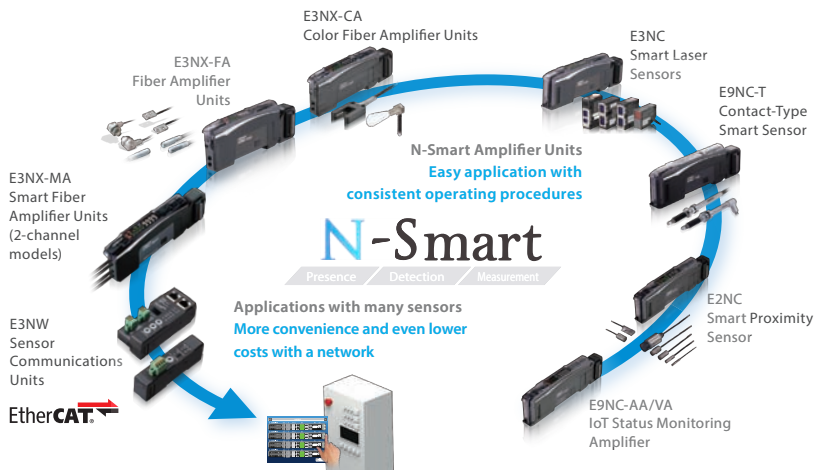 E3NX-CA
Color Fiber Amplifier Units
E3NX-FA
Fiber Amplifier
Units
E3NC
Smart Laser
Sensors
E9NC-T
Contact-Type
Smart Sensor
E3NX-MA
Smart Fiber
Amplifier Units
(2-channel
models)
N-Smart Amplifier Units
Easy application with
consistent operating procedures
N-Smart
Presence Detection Measurement
Applications with many sensors
More convenience and even lower
costs with a network
E2NC
Smart Proximity
Sensor
E3NW
Sensor
Communications
Units
EtherCAT®
E9NC-AA/VA
IoT Status Monitoring
Amplifier